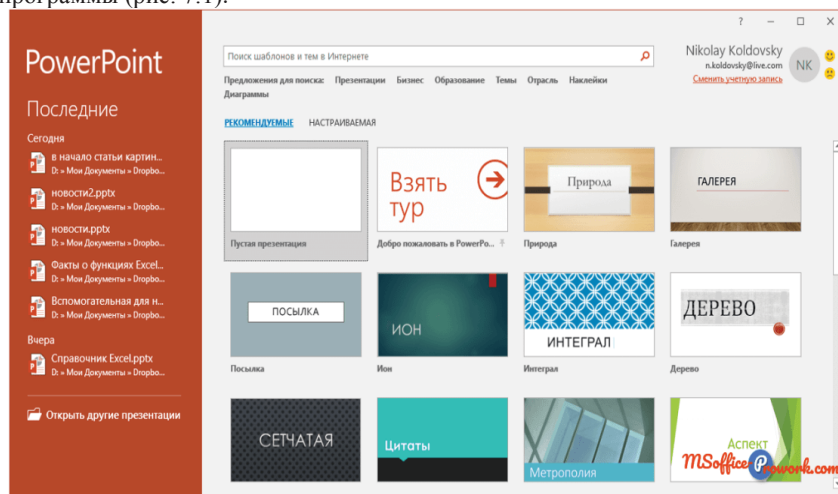 программы (рис. 7.1).
PowerPoint
Последние
Сегодня
в начало статьи картин...
D: » Мои Документы » Dropbo...
новости2.pptx
D: » Мои Документы » Dropbo...
новости.pptx
D: » Мои Документы » Dropbo...
Факты о функциях Excel...
D: » Мои Документы » Dropbo...
Вспомогательная для н...
D: » Мои Документы » Dropbo...
Вчера
Справочник Excel.pptx
D: » Мои Документы » Dropbo...
Открыть другие презентации
?
Поиск шаблонов и тем в Интернете
Nikolay Koldovsky
n.koldovsky@live.com
Сменить учетную запись
NK
Предложения для поиска: Презентации Бизнес Образование Темы Отрасль Наклейки
Диаграммы
РЕКОМЕНДУЕМЫЕ НАСТРАИВАЕМАЯ
Взять
тур
Природа
ГАЛЕРЕЯ
Пустая презентация
Добро пожаловать в PowerPo...
Природа
Галерея
ПОСЫЛКА
ИОН
ИНТЕГРАЛ
ДЕРЕВО
Посылка
Ион
Интеграл
Дерево
СЕТЧАТАЯ
Цитаты
Метрополия
Аспект
MSoffice Prowork.com